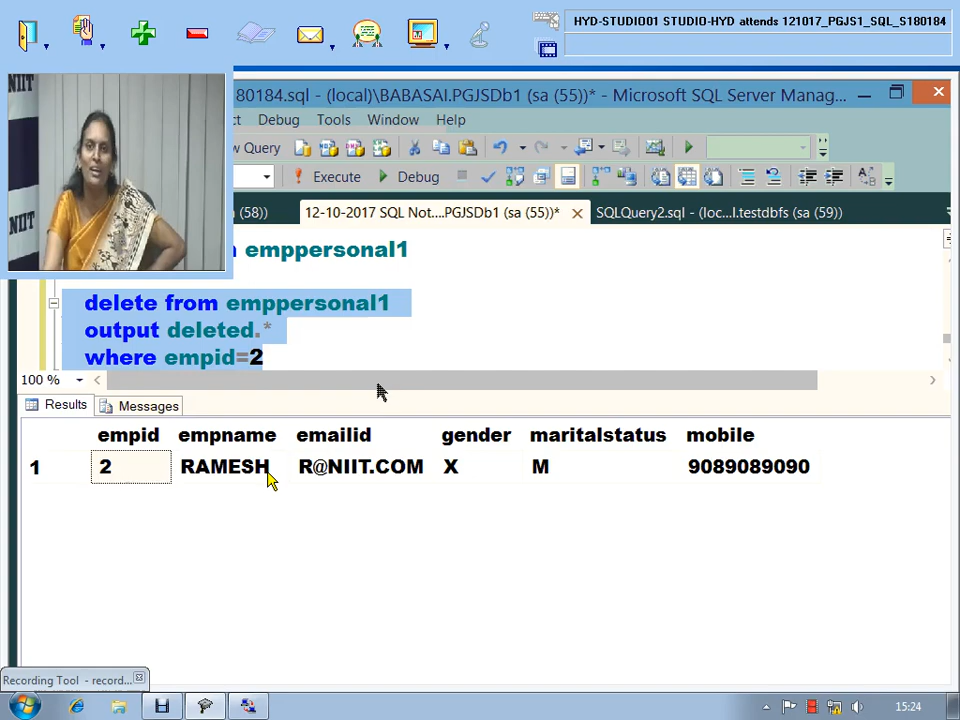 HYD-STUDIO01 STUDIO-HYD attends 121017_PGJS1_SQL_S180184
NIIT
NIIT
80184.sql - (local)\BABASAI.PGJSDb1 (sa (55))* - Microsoft SQL Server Manag...
ct Debug Tools Window Help
w Query
Execute Debug
(58)) 12-10-2017 SQL Not....PGJSDb1 (sa (55))* SQLQuery2.sql - (loc...l.testdbfs (sa (59))
emppersonal1
delete from emppersonal1
output deleted.*
where empid=2
100 %
Results Messages
empid empname emailid gender maritalstatus mobile
1 2 RAMESH R@NIIT.COM X M 9089089090
Recording Tool - record...
15:24